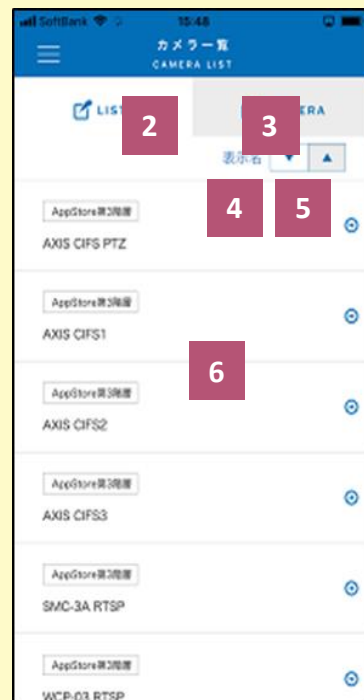 SoftBank 15:48
カメラ一覧
CAMERA LIST
LIST
2
3
ERA
表示名 ▼ ▲
4
5
AppStore第3階層
AXIS CIFS PTZ
AppStore第3階層
AXIS CIFS1
6
AppStore第3階層
AXIS CIFS2
AppStore第3階層
AXIS CIFS3
AppStore第3階層
SMC-3A RTSP
AppStore第3階層
WCP-03 RTSP